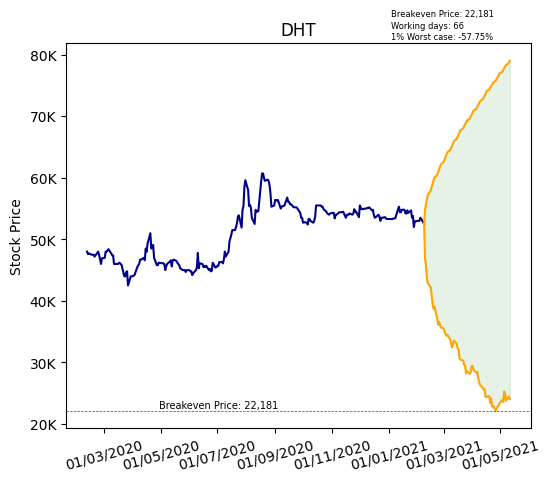 Breakeven Price: 22,181
Working days: 66
1% Worst case: -57.75%
DHT
80K
70K
60K
50K
40K
30K
20K
Stock Price
Breakeven Price: 22,181
01/03/2020
01/05/2020
01/07/2020
01/09/2020
01/11/2020
01/01/2021
01/03/2021
01/05/2021